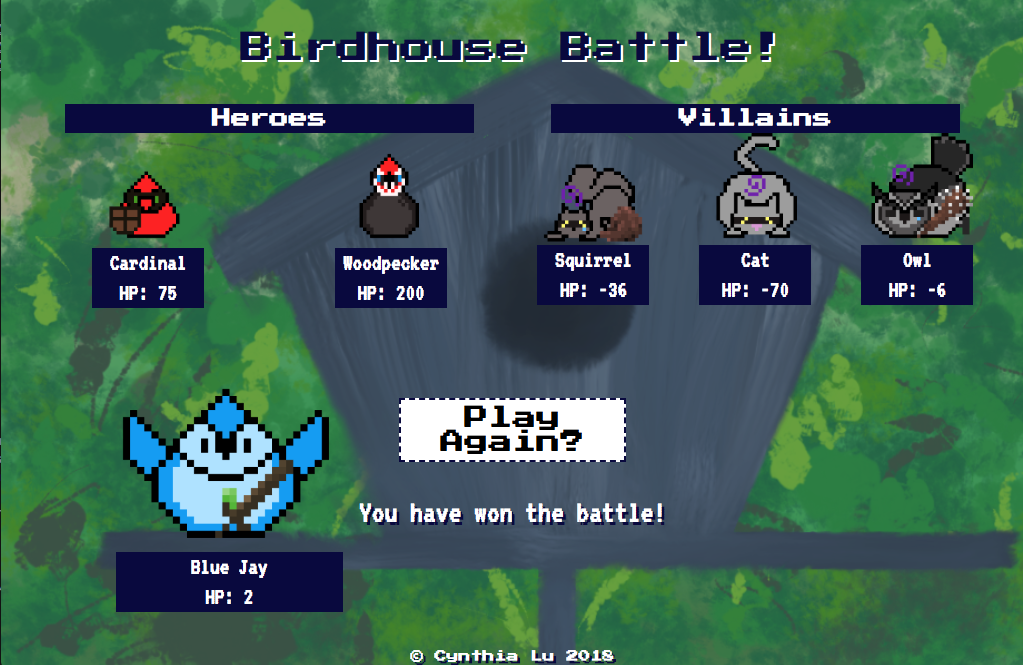 Birdhouse Battle!
Heroes
Villains
Cardinal
HP: 75
Woodpecker
HP: 200
Squirrel
HP: -36
Cat
HP: -70
Owl
HP: -6
Play
Again?
You have won the battle!
Blue Jay
HP: 2
© Cynthia Lu 2018